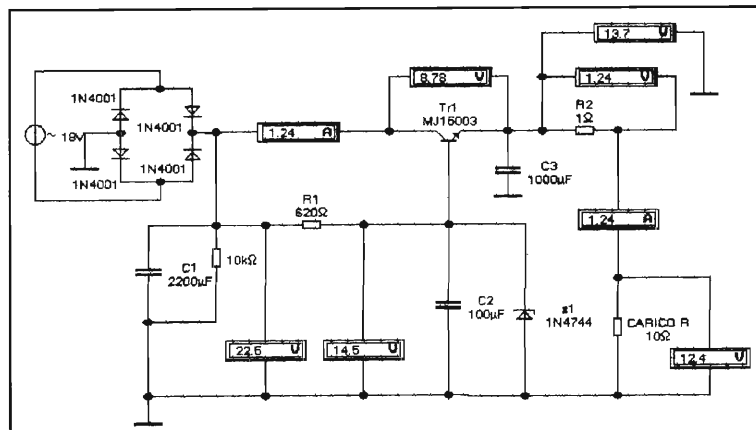 13.7 V
8.78 V
1.24 V
1N4001
Tr1
MJ15003
R2
1Ω
1N4001
1.24 A
~ 18V
1N4001
1N4001
C3
1000µF
R1
620Ω
1.24 A
C1
2200µF
10kΩ
C2
100µF
z1
1N4744
CARICO R
10Ω
22.6 V
14.5 V
12.4 V